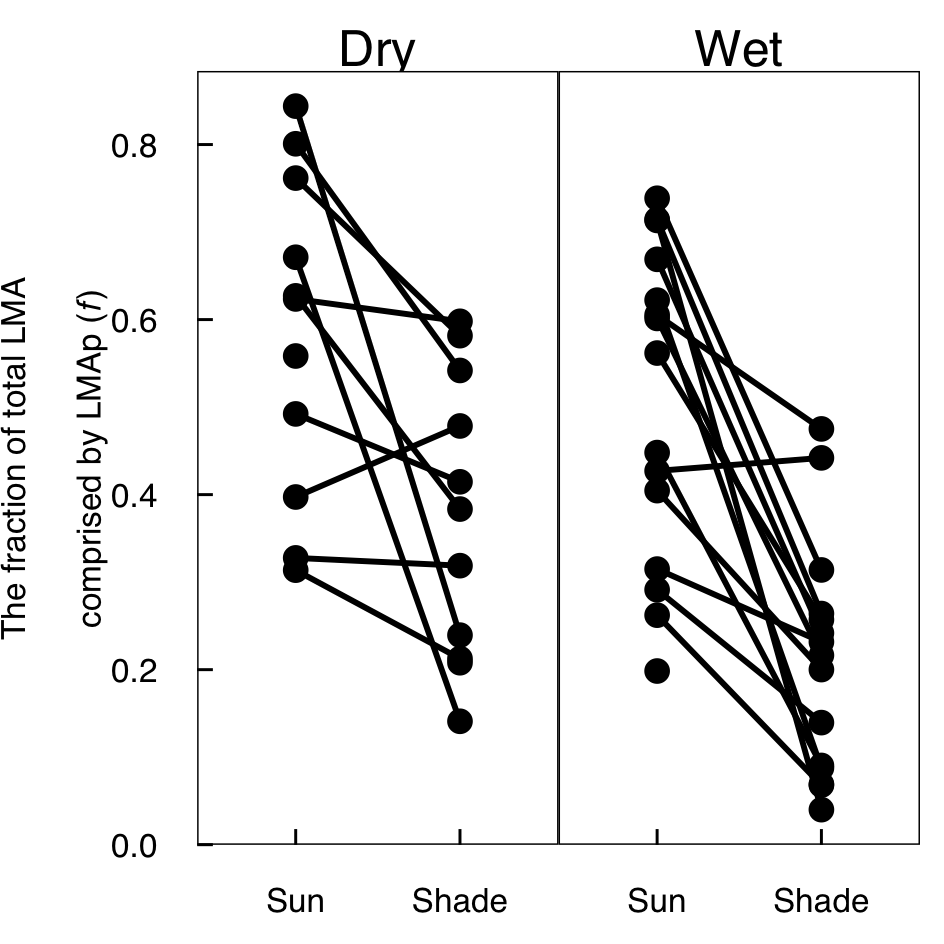 Dry Wet
The fraction of total LMA
comprised by LMAp (f)
0.8
0.6
0.4
0.2
0.0
Sun Shade Sun Shade